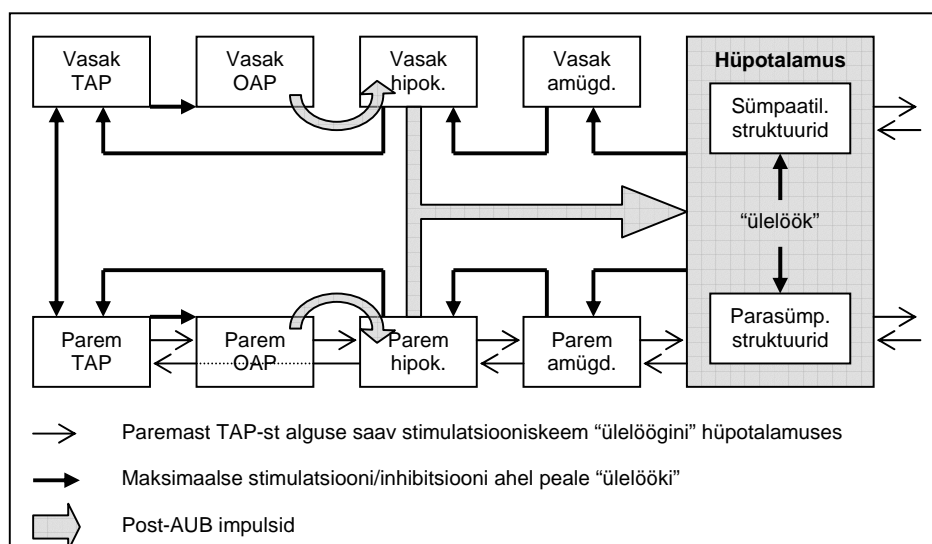 Vasak
TAP
Vasak
OAP
Vasak
hipok.
Vasak
amügd.
Hüpotalamus
Sümpaatil.
struktuurid
“ülelöök”
Parasümp.
struktuurid
Parem
TAP
Parem
OAP
Parem
hipok.
Parem
amügd.
Paremast TAP-st alguse saav stimulatsiooniskeem “ülelöögini” hüpotalamuses
Maksimaalse stimulatsiooni/inhibitsiooni ahel peale “ülelööki”
Post-AUB impulsid